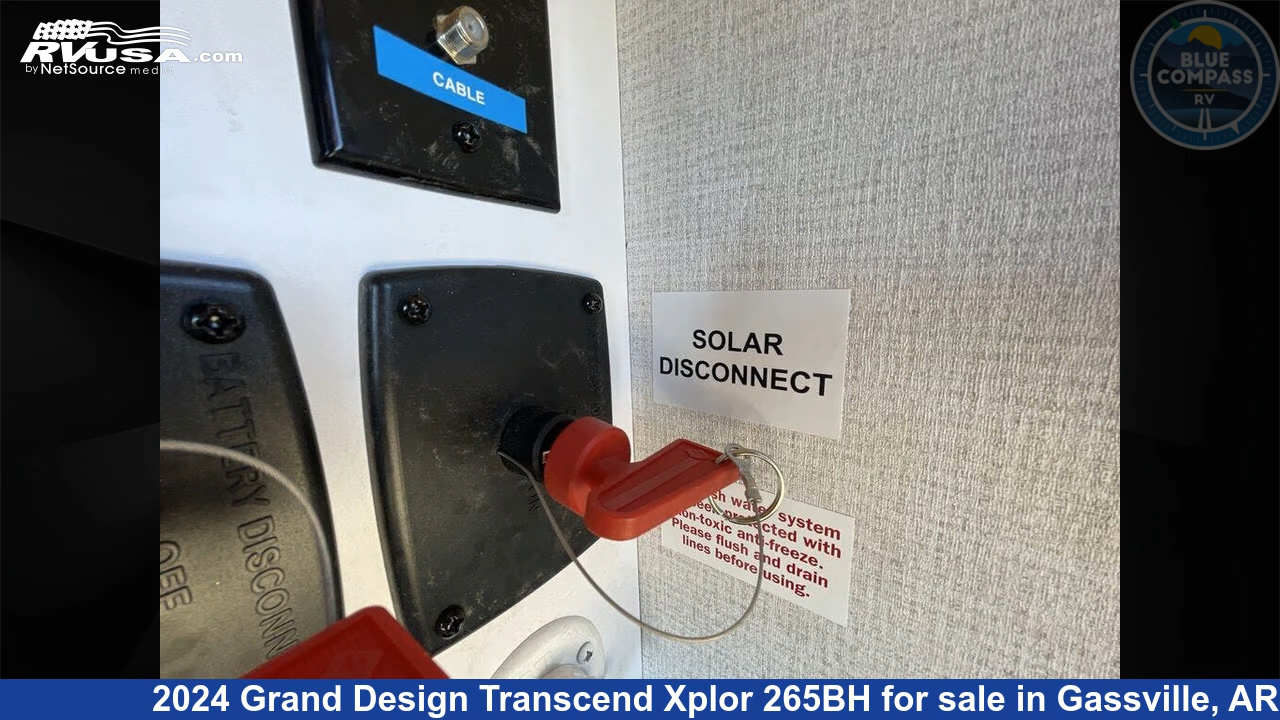 RVUSA.com
by NetSource media
BLUE
COMPASS
RV
CABLE
SOLAR
DISCONNECT
BATTERY
OFF
system
protected with
non-toxic anti-freeze.
Please flush and drain
lines before using.
2024 Grand Design Transcend Xplor 265BH for sale in Gassville, AR